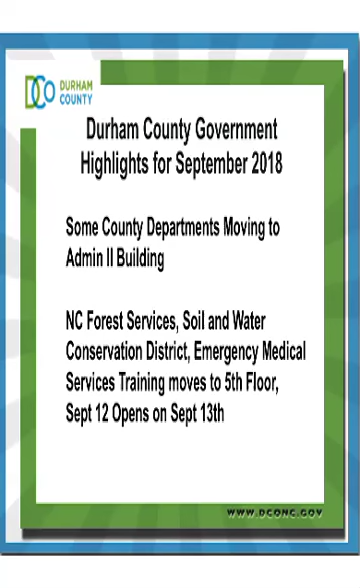 DCO DURHAM
COUNTY
Durham County Government
Highlights for September 2018
Some County Departments Moving to
Admin II Building
NC Forest Services, Soil and Water
Conservation District, Emergency Medical
Services Training moves to 5th Floor,
Sept 12 Opens on Sept 13th
WWW.DCONC.GOV